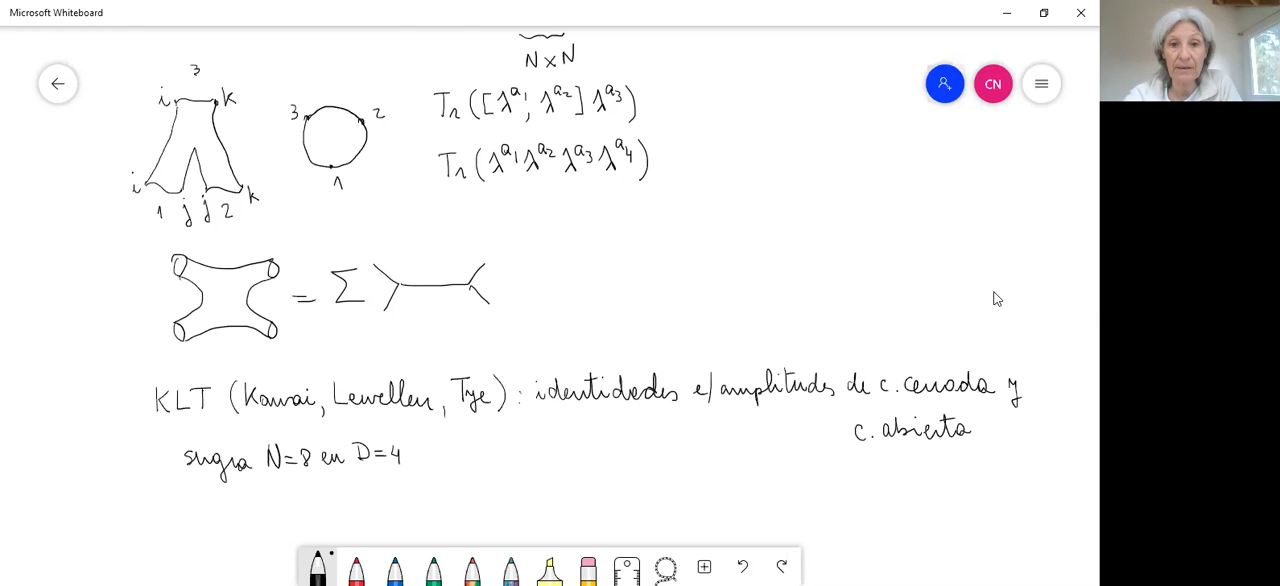 Microsoft Whiteboard
N×N
3
i k
3 2
Tr([λ^a1, λ^a2] λ^a3)
i k
1 j j 2
1
Tr(λ^a1 λ^a2 λ^a3 λ^a4)
CN
= Σ
KLT (Kawai, Lewellen, Tye): identidades e/ amplitudes de c. cerrada y
c. abierta
sugra N=8 en D=4